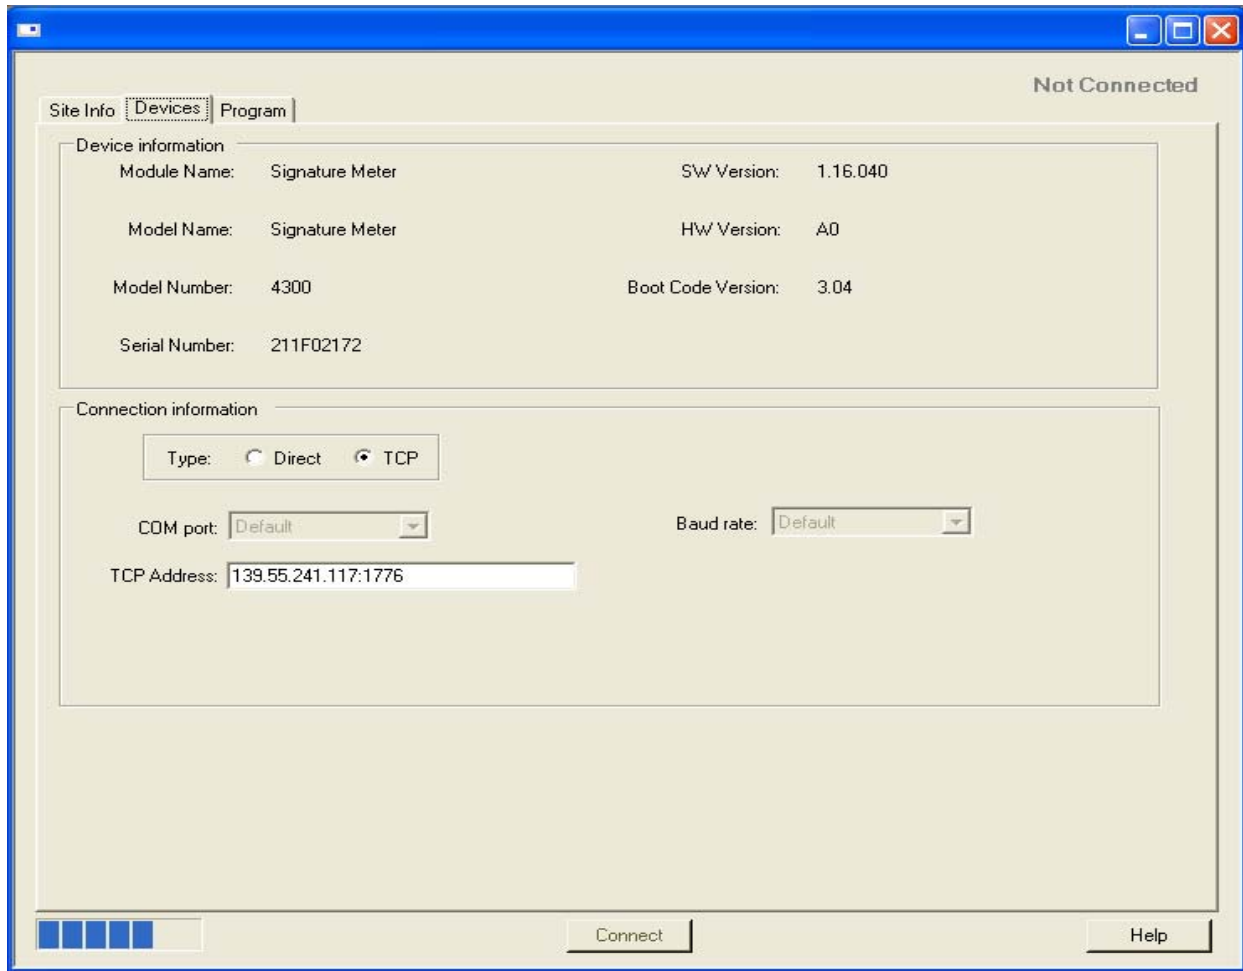 Not Connected
Site Info Devices Program
Device information
Module Name: Signature Meter SW Version: 1.16.040
Model Name: Signature Meter HW Version: A0
Model Number: 4300 Boot Code Version: 3.04
Serial Number: 211F02172
Connection information
Type: Direct TCP
COM port: Default Baud rate: Default
TCP Address: 139.55.241.117:1776
Connect Help